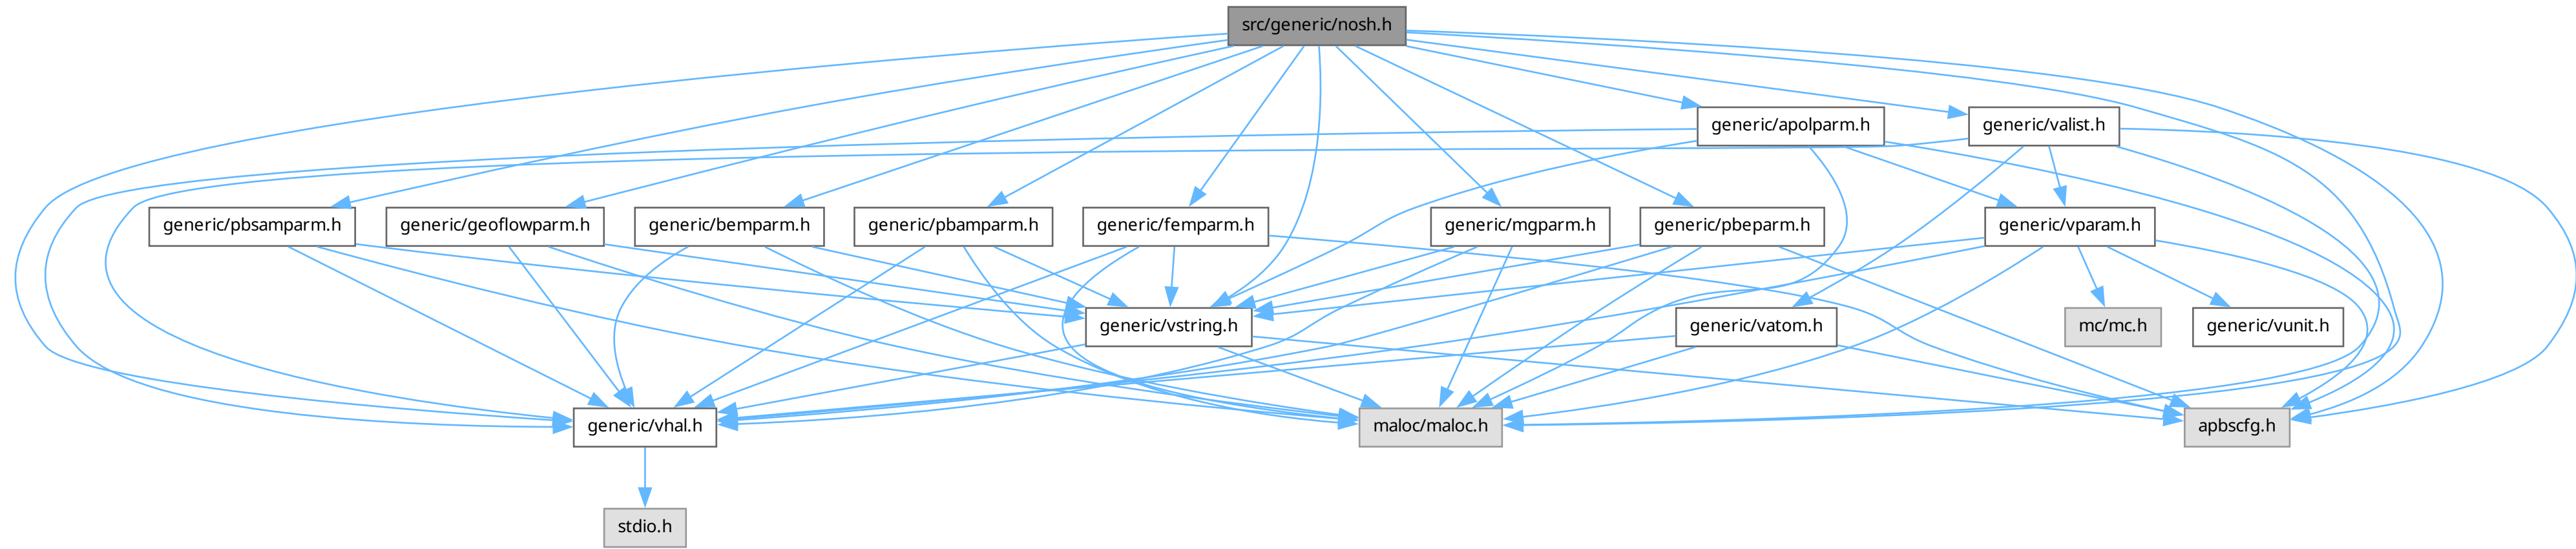 src/generic/nosh.h
generic/apolparm.h
generic/valist.h
generic/pbsamparm.h
generic/geoflowparm.h
generic/bemparm.h
generic/pbamparm.h
generic/femparm.h
generic/mgparm.h
generic/pbeparm.h
generic/vparam.h
generic/vstring.h
generic/vatom.h
mc/mc.h
generic/vunit.h
generic/vhal.h
maloc/maloc.h
apbscfg.h
stdio.h